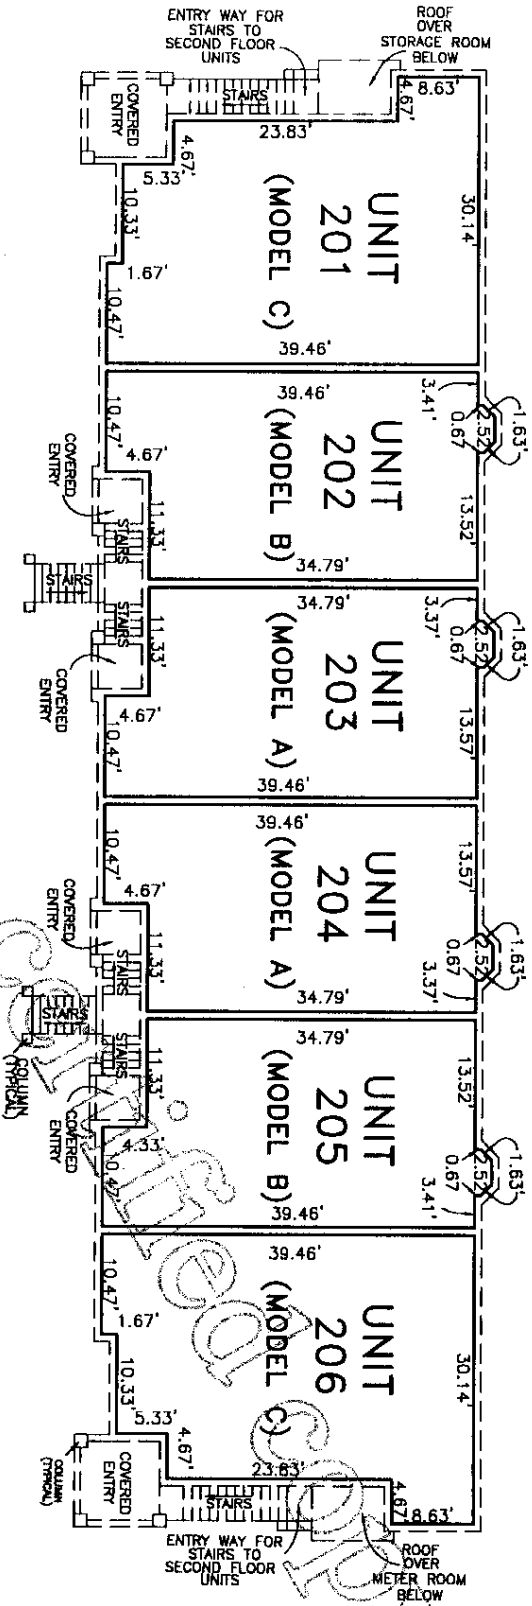 ENTRY WAY FOR
STAIRS TO
SECOND FLOOR
UNITS
ROOF
OVER
STORAGE ROOM
BELOW
COVERED
ENTRY
STAIRS
4.67'
8.63'
23.83'
4.67'
5.33'
10.33'
1.67'
10.47'
30.14'
UNIT
201
(MODEL C)
39.46'
39.46'
3.41'
1.63'
2.52
0.67
10.47'
4.67'
UNIT
202
(MODEL B)
13.52'
COVERED
ENTRY
11.33'
STAIRS
34.79'
STAIRS
34.79'
3.37'
1.63'
2.52
0.67
STAIRS
11.33'
UNIT
203
(MODEL A)
13.57'
COVERED
ENTRY
4.67'
10.47'
39.46'
39.46'
13.57'
10.47'
4.67'
UNIT
204
(MODEL A)
COVERED
ENTRY
11.33'
STAIRS
1.63'
2.52
0.67
3.37'
34.79'
STAIRS
34.79'
13.52'
STAIRS
11.33'
COLUMN
(TYPICAL)
UNIT
205
(MODEL B)
COVERED
ENTRY
4.33'
10.47'
1.63'
2.52
0.67
3.41'
39.46'
39.46'
10.47'
1.67'
UNIT
206
(MODEL C)
30.14'
10.33'
5.33'
4.67'
23.83'
4.67'
8.63'
COLUMN
(TYPICAL)
COVERED
ENTRY
STAIRS
ENTRY WAY FOR
STAIRS TO
SECOND FLOOR
UNITS
ROOF
OVER
METER ROOM
BELOW
certified copy